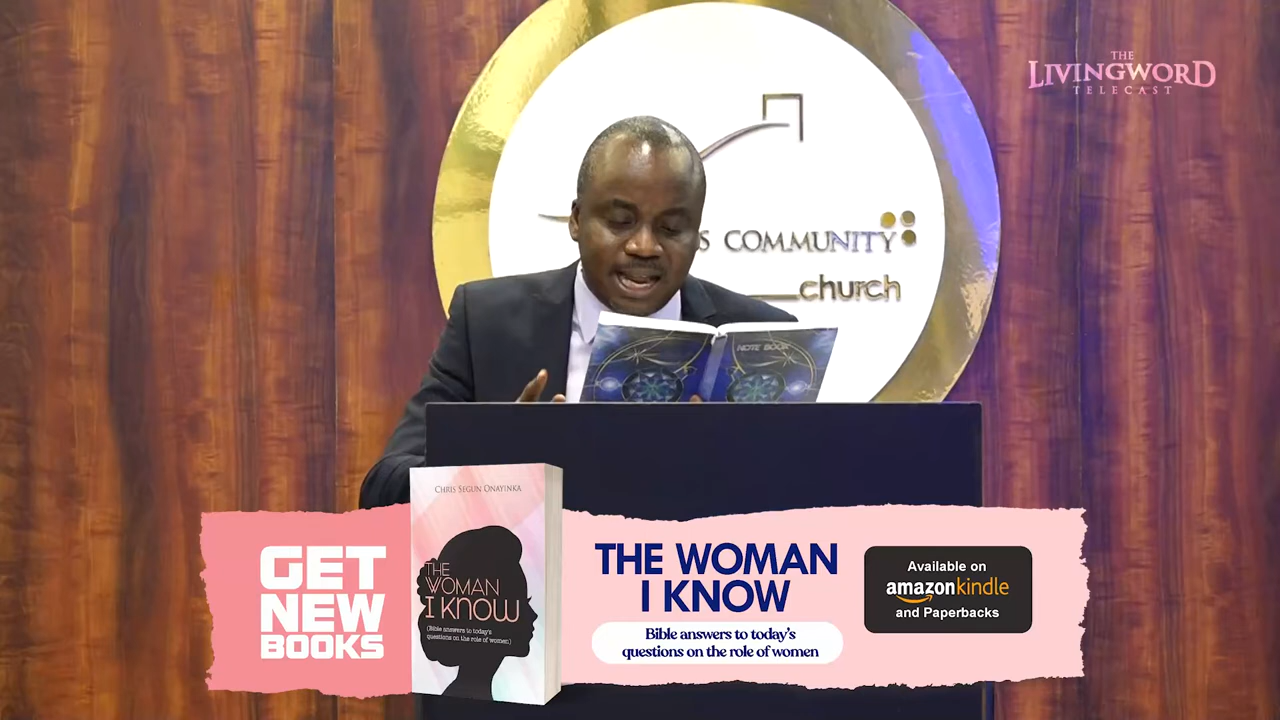 THE
LIVINGWORD
TELECAST
S COMMUNITY
church
NOTE BOOK
CHRIS SEGUN ONAYINKA
THE
WOMAN
I KNOW
(Bible answers to today's
questions on the role of women)
GET
NEW
BOOKS
THE WOMAN
I KNOW
Bible answers to today's
questions on the role of women
Available on
amazonkindle
and Paperbacks